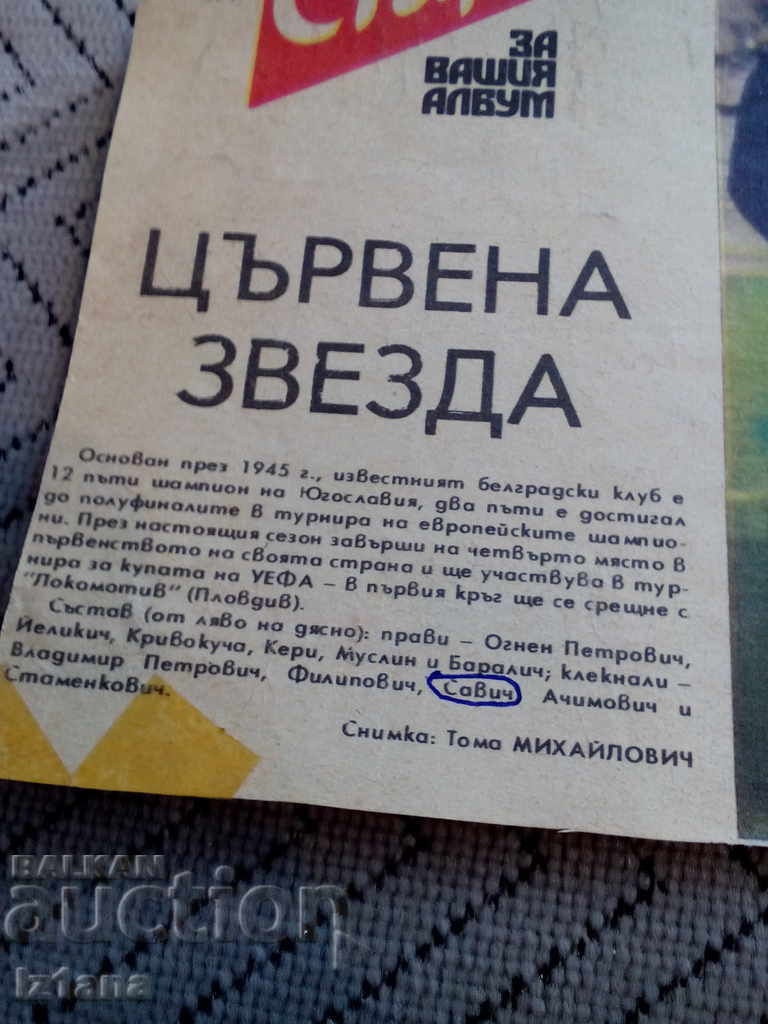 ЗА
ВАШИЯ
АЛБУМ
ЦЪРВЕНА
ЗВЕЗДА
Основан през 1945 г., известният белградски клуб е
12 пъти шампион на Югославия, два пъти е достигал
до полуфиналите в турнира на европейските шампио-
ни. През настоящия сезон завърши на четвърто място в
първенството на своята страна и ще участвува в тур-
нира за купата на УЕФА – в първия кръг ще се срещне с
"Локомотив" (Пловдив).
Състав (от ляво на дясно): прави – Огнен Петрович,
Йеликич, Кривокуча, Кери, Муслин и Баралич; клекнали –
Владимир Петрович, Филипович, Савич Ачимович и
Стаменкович.
Снимка: Тома МИХАЙЛОВИЧ
BALKAN
auction
Iz1ana